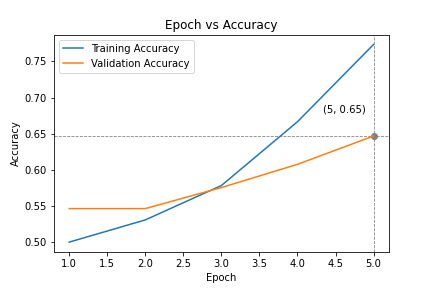 Epoch vs Accuracy
Training Accuracy
Validation Accuracy
(5, 0.65)
Accuracy
0.75
0.70
0.65
0.60
0.55
0.50
1.0 1.5 2.0 2.5 3.0 3.5 4.0 4.5 5.0
Epoch